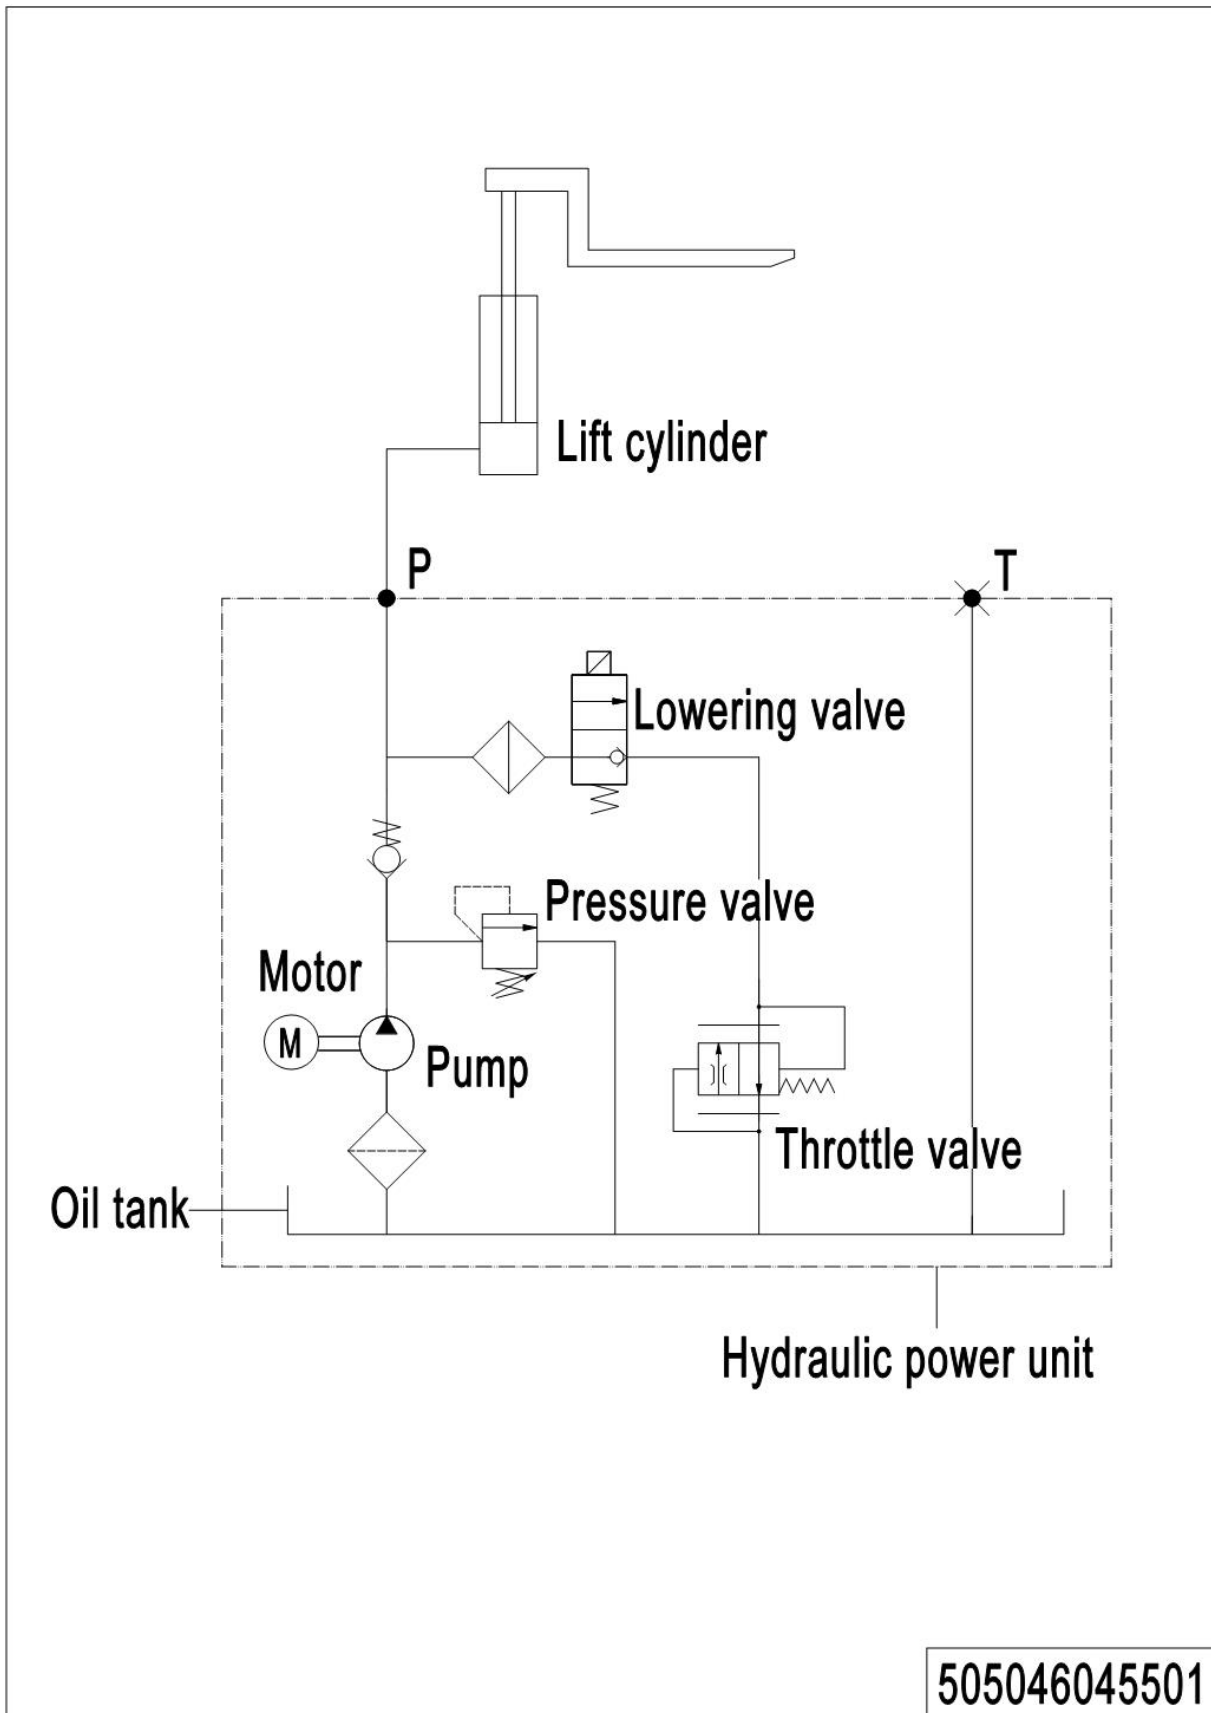 Lift cylinder
P
T
Lowering valve
Pressure valve
Motor
M
Pump
Throttle valve
Oil tank
Hydraulic power unit
505046045501